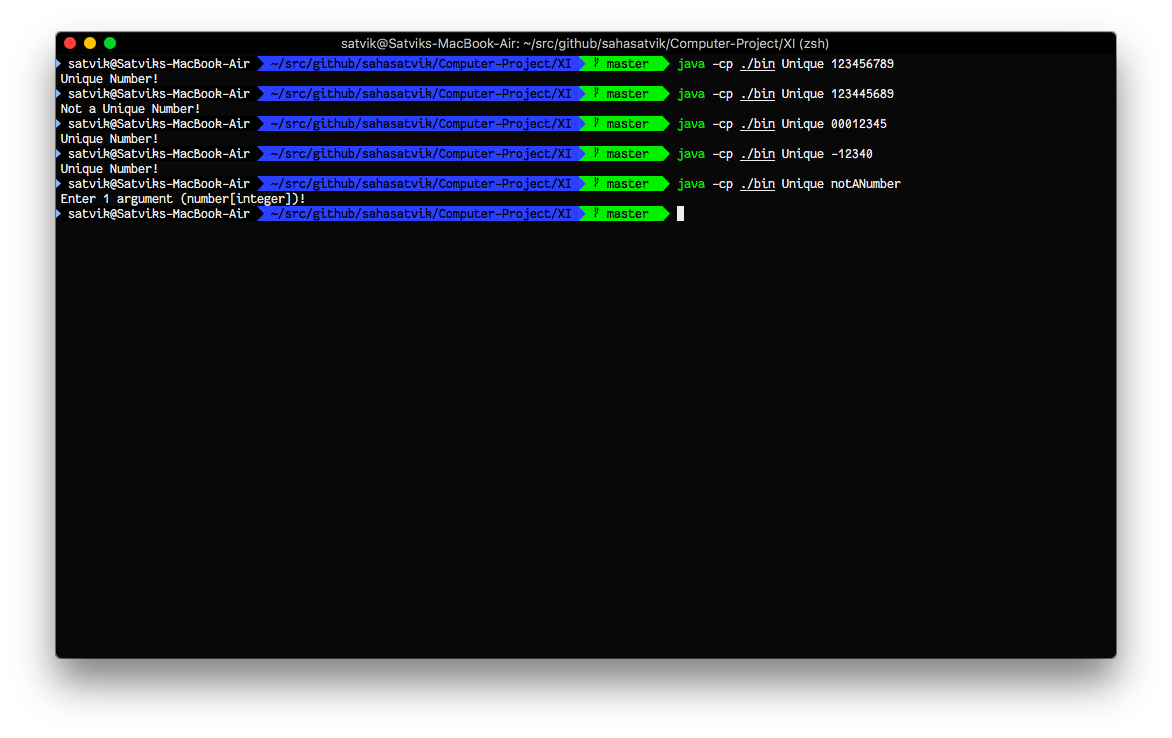 satvik@Satviks-MacBook-Air: ~/src/github/sahasatvik/Computer-Project/XI (zsh)
satvik@Satviks-MacBook-Air ~/src/github/sahasatvik/Computer-Project/XI master java -cp ./bin Unique 123456789
Unique Number!
satvik@Satviks-MacBook-Air ~/src/github/sahasatvik/Computer-Project/XI master java -cp ./bin Unique 123445689
Not a Unique Number!
satvik@Satviks-MacBook-Air ~/src/github/sahasatvik/Computer-Project/XI master java -cp ./bin Unique 00012345
Unique Number!
satvik@Satviks-MacBook-Air ~/src/github/sahasatvik/Computer-Project/XI master java -cp ./bin Unique -12340
Unique Number!
satvik@Satviks-MacBook-Air ~/src/github/sahasatvik/Computer-Project/XI master java -cp ./bin Unique notANumber
Enter 1 argument (number[integer])!
satvik@Satviks-MacBook-Air ~/src/github/sahasatvik/Computer-Project/XI master